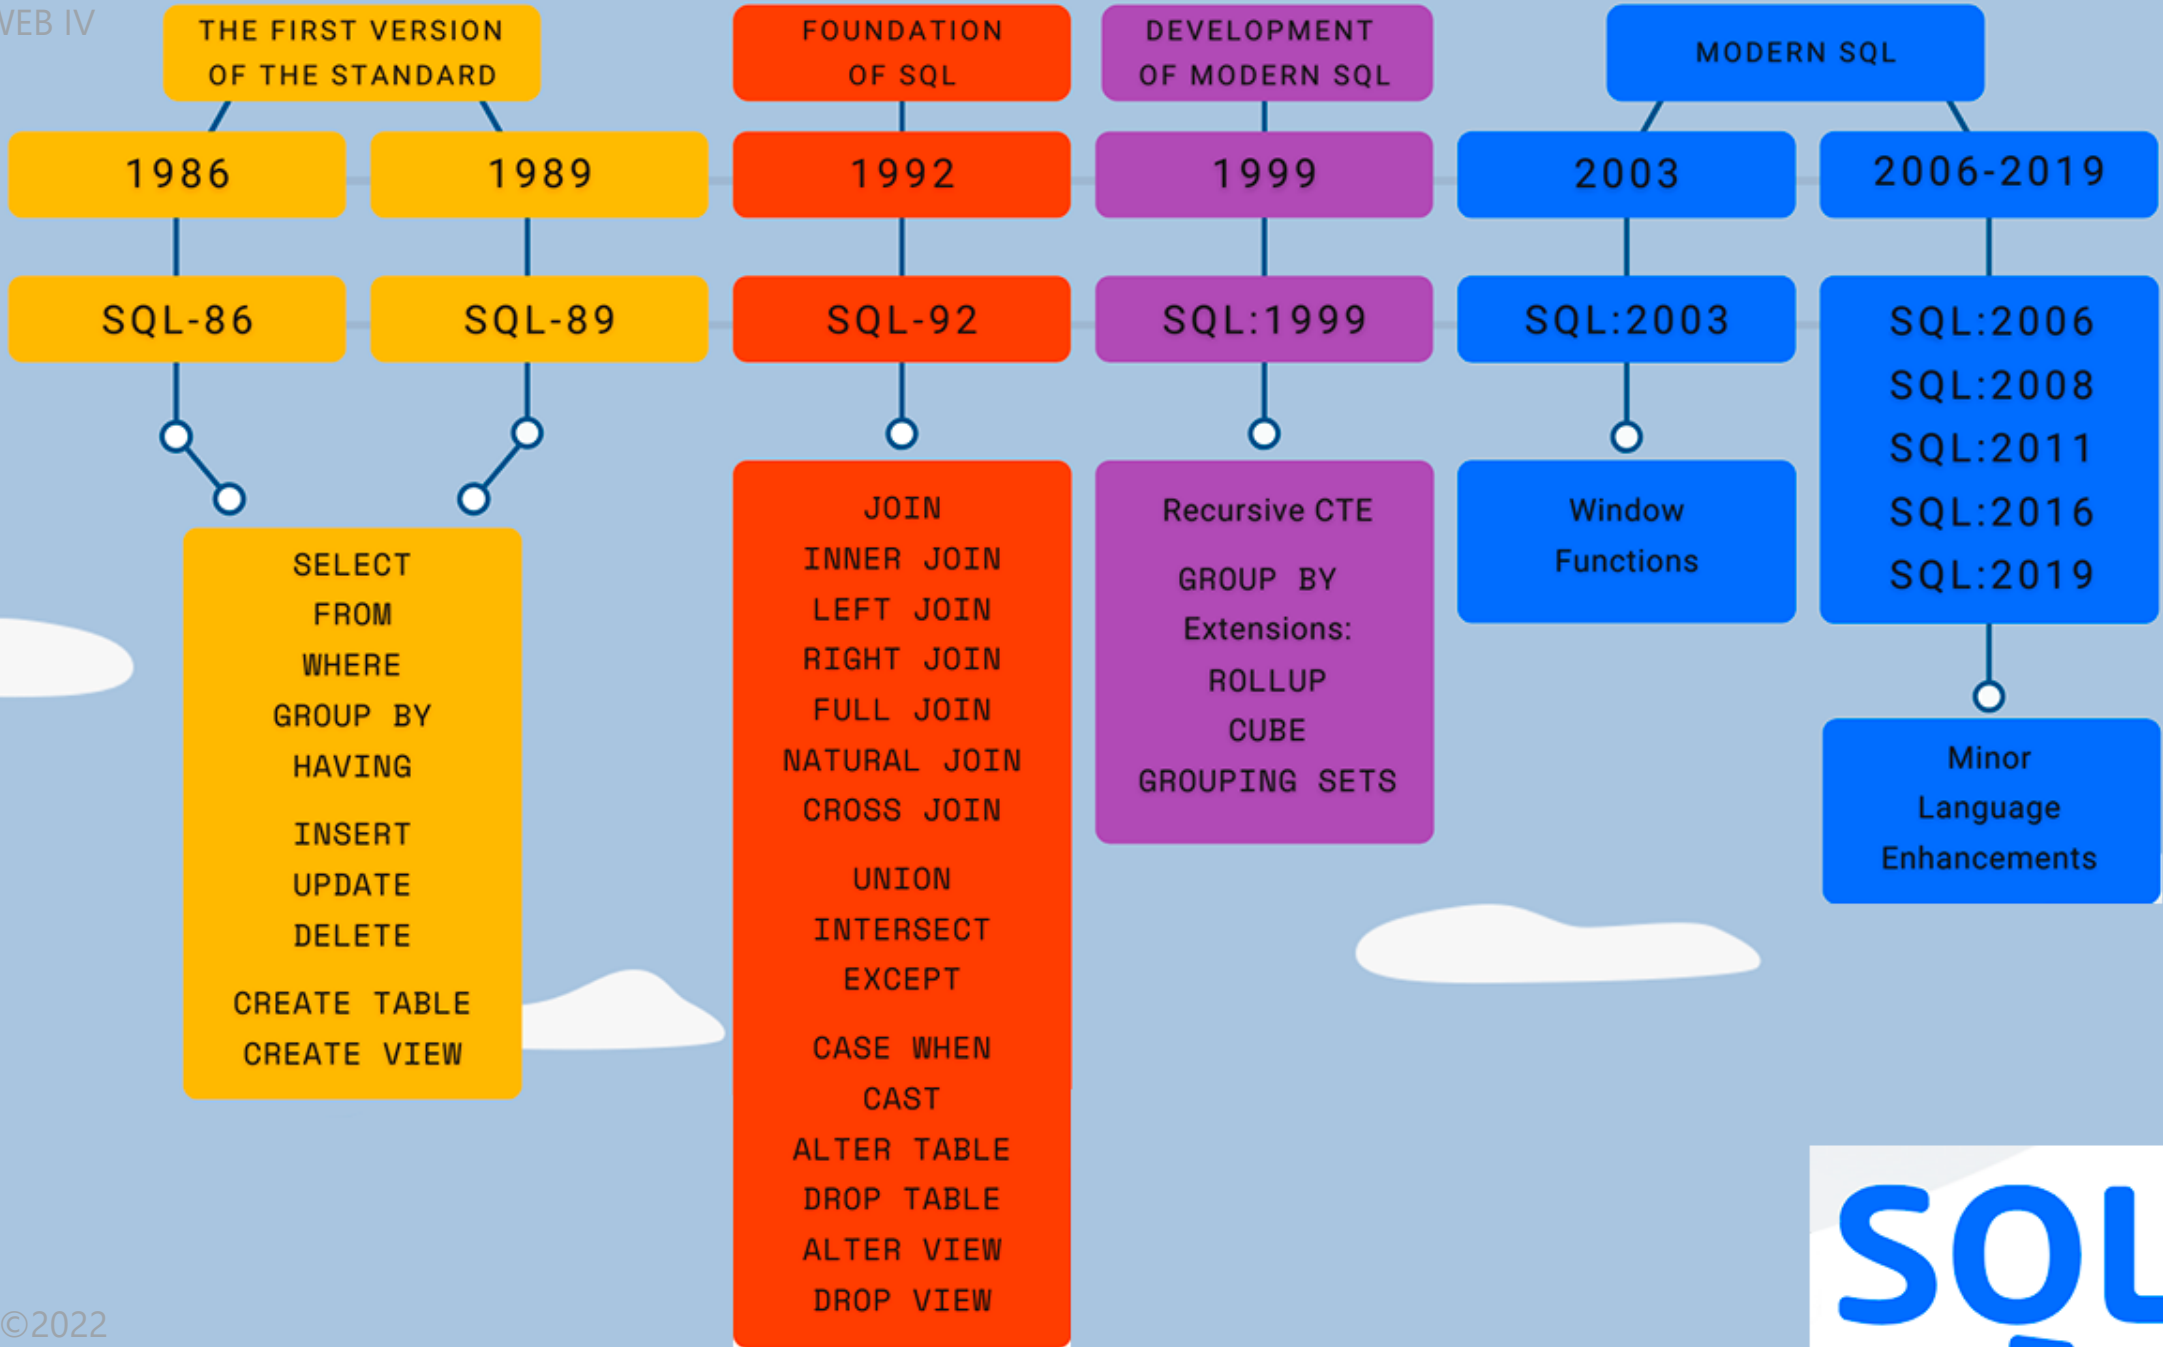 WEB IV
THE FIRST VERSION
OF THE STANDARD
FOUNDATION
OF SQL
DEVELOPMENT
OF MODERN SQL
MODERN SQL
1986
1989
1992
1999
2003
2006-2019
SQL-86
SQL-89
SQL-92
SQL:1999
SQL:2003
SQL:2006
SQL:2008
SQL:2011
SQL:2016
SQL:2019
SELECT
FROM
WHERE
GROUP BY
HAVING
INSERT
UPDATE
DELETE
CREATE TABLE
CREATE VIEW
JOIN
INNER JOIN
LEFT JOIN
RIGHT JOIN
FULL JOIN
NATURAL JOIN
CROSS JOIN
UNION
INTERSECT
EXCEPT
CASE WHEN
CAST
ALTER TABLE
DROP TABLE
ALTER VIEW
DROP VIEW
Recursive CTE
GROUP BY
Extensions:
ROLLUP
CUBE
GROUPING SETS
Window
Functions
Minor
Language
Enhancements
SQL
©2022